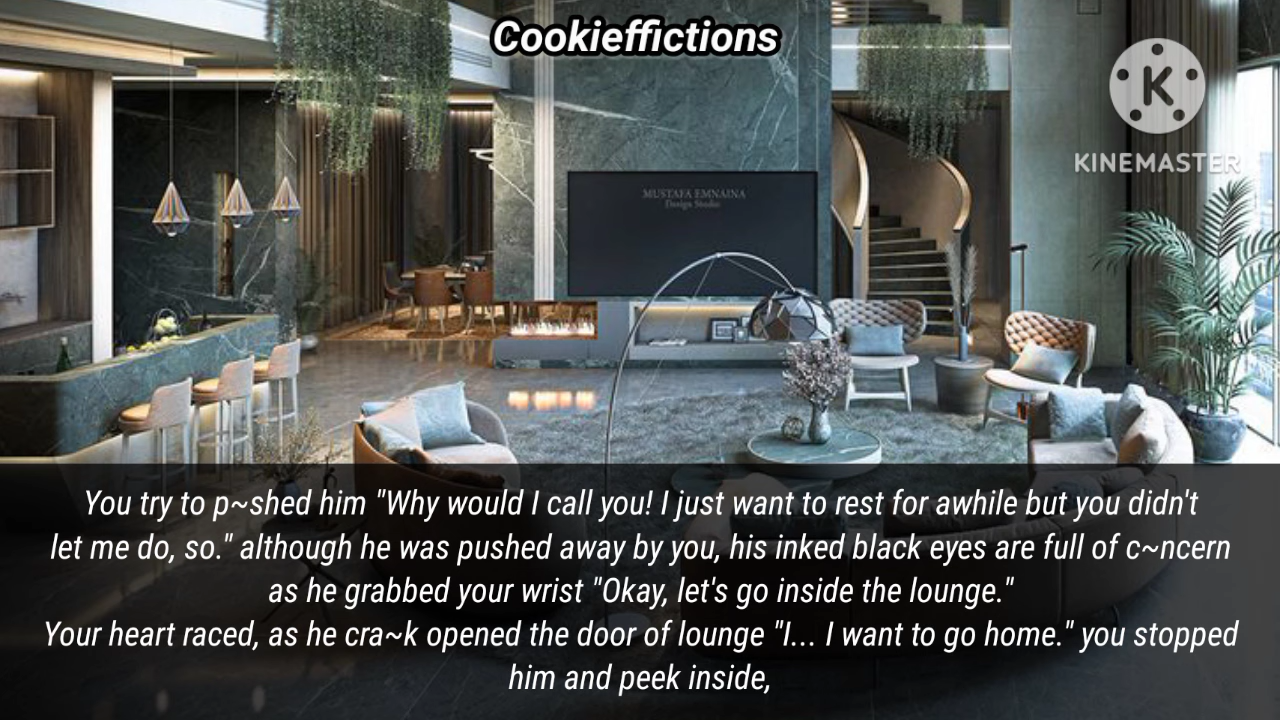 Cookieffictions
K
KINEMASTER
MUSTAFA EMNAINA
Design Studio
You try to p~shed him "Why would I call you! I just want to rest for awhile but you didn't
let me do, so." although he was pushed away by you, his inked black eyes are full of c~ncern
as he grabbed your wrist "Okay, let's go inside the lounge."
Your heart raced, as he cra~k opened the door of lounge "I... I want to go home." you stopped
him and peek inside,